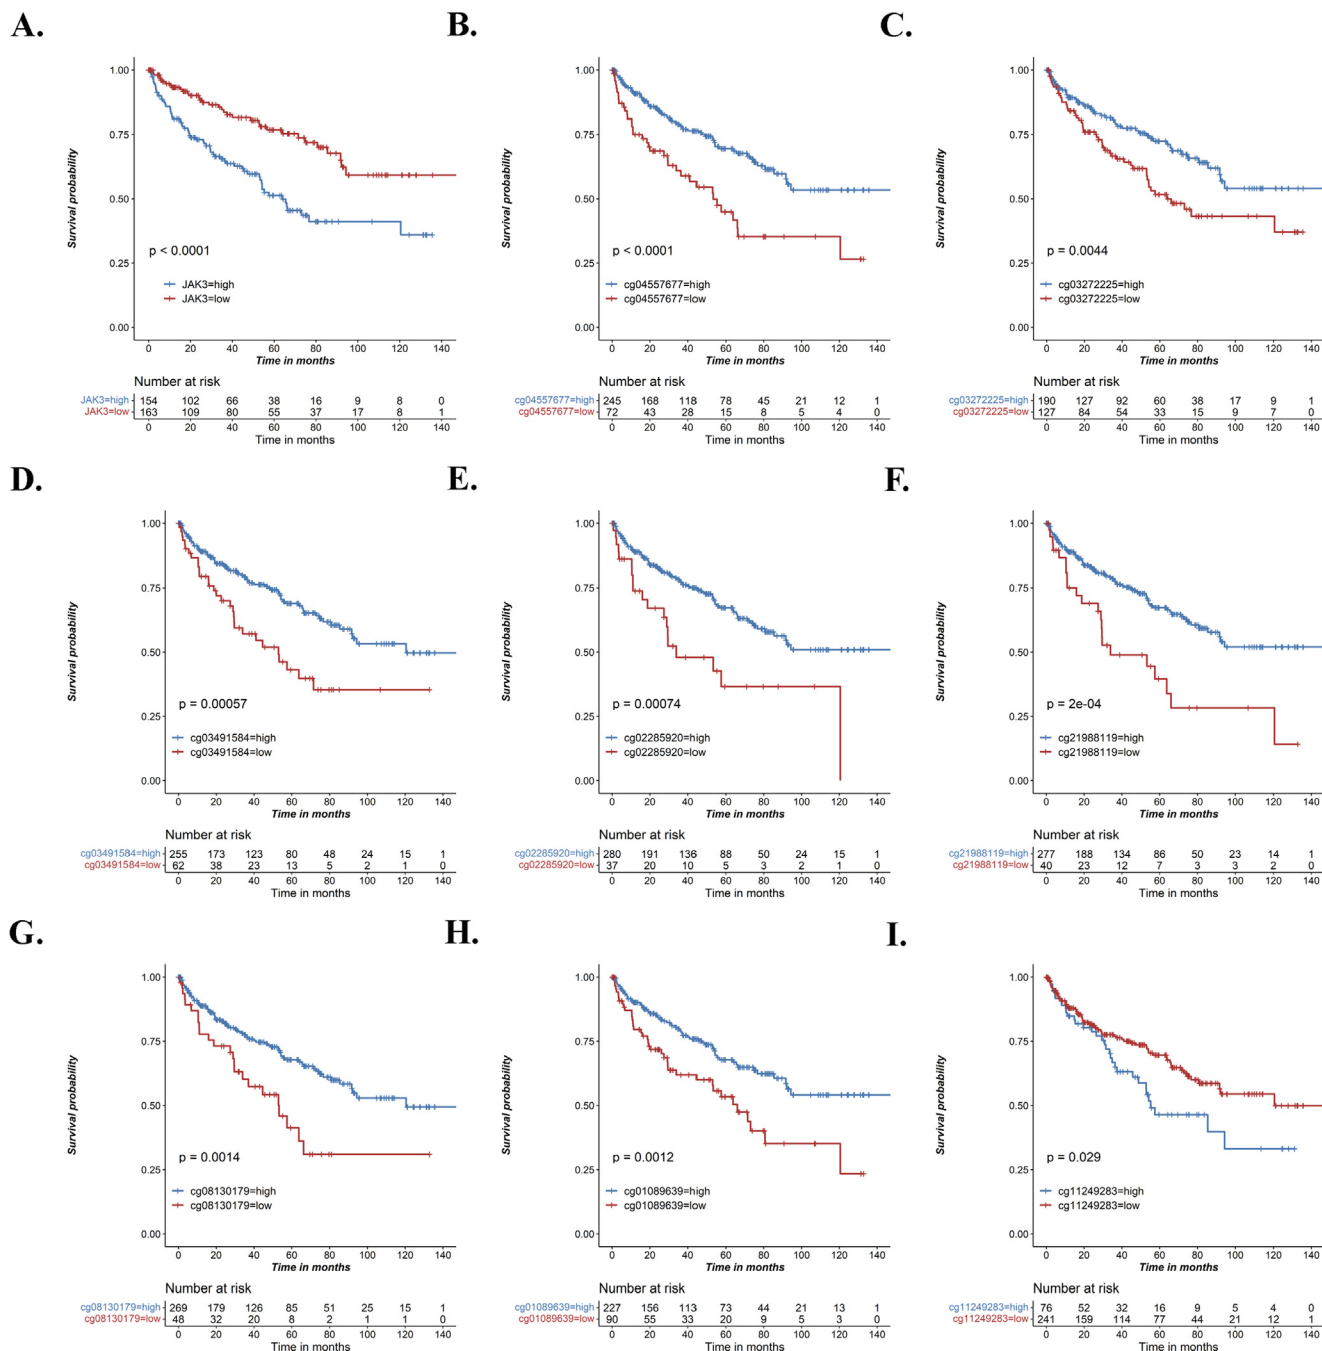 A.
Survival probability
1.00
0.75
0.50
0.25
0.00
p < 0.0001
JAK3=high
JAK3=low
0 20 40 60 80 100 120 140
Time in months
Number at risk
JAK3=high 154 102 66 38 16 9 8 0
JAK3=low 163 109 80 55 37 17 8 1
0 20 40 60 80 100 120 140
Time in months
B.
Survival probability
1.00
0.75
0.50
0.25
0.00
p < 0.0001
cg04557677=high
cg04557677=low
0 20 40 60 80 100 120 140
Time in months
Number at risk
cg04557677=high 245 168 118 78 45 21 12 1
cg04557677=low 72 43 28 15 8 5 4 0
0 20 40 60 80 100 120 140
Time in months
C.
Survival probability
1.00
0.75
0.50
0.25
0.00
p = 0.0044
cg03272225=high
cg03272225=low
0 20 40 60 80 100 120 140
Time in months
Number at risk
cg03272225=high 190 127 92 60 38 17 9 1
cg03272225=low 127 84 54 33 15 9 7 0
0 20 40 60 80 100 120 140
Time in months
D.
Survival probability
1.00
0.75
0.50
0.25
0.00
p = 0.00057
cg03491584=high
cg03491584=low
0 20 40 60 80 100 120 140
Time in months
Number at risk
cg03491584=high 255 173 123 80 48 24 15 1
cg03491584=low 62 38 23 13 5 2 1 0
0 20 40 60 80 100 120 140
Time in months
E.
Survival probability
1.00
0.75
0.50
0.25
0.00
p = 0.00074
cg02285920=high
cg02285920=low
0 20 40 60 80 100 120 140
Time in months
Number at risk
cg02285920=high 280 191 136 88 50 24 15 1
cg02285920=low 37 20 10 5 3 2 1 0
0 20 40 60 80 100 120 140
Time in months
F.
Survival probability
1.00
0.75
0.50
0.25
0.00
p = 2e-04
cg21988119=high
cg21988119=low
0 20 40 60 80 100 120 140
Time in months
Number at risk
cg21988119=high 277 188 134 86 50 23 14 1
cg21988119=low 40 23 12 7 3 3 2 0
0 20 40 60 80 100 120 140
Time in months
G.
Survival probability
1.00
0.75
0.50
0.25
0.00
p = 0.0014
cg08130179=high
cg08130179=low
0 20 40 60 80 100 120 140
Time in months
Number at risk
cg08130179=high 269 179 126 85 51 25 15 1
cg08130179=low 48 32 20 8 2 1 1 0
0 20 40 60 80 100 120 140
Time in months
H.
Survival probability
1.00
0.75
0.50
0.25
0.00
p = 0.0012
cg01089639=high
cg01089639=low
0 20 40 60 80 100 120 140
Time in months
Number at risk
cg01089639=high 227 156 113 73 44 21 13 1
cg01089639=low 90 55 33 20 9 5 3 0
0 20 40 60 80 100 120 140
Time in months
I.
Survival probability
1.00
0.75
0.50
0.25
0.00
p = 0.029
cg11249283=high
cg11249283=low
0 20 40 60 80 100 120 140
Time in months
Number at risk
cg11249283=high 76 52 32 16 9 5 4 0
cg11249283=low 241 159 114 77 44 21 12 1
0 20 40 60 80 100 120 140
Time in months